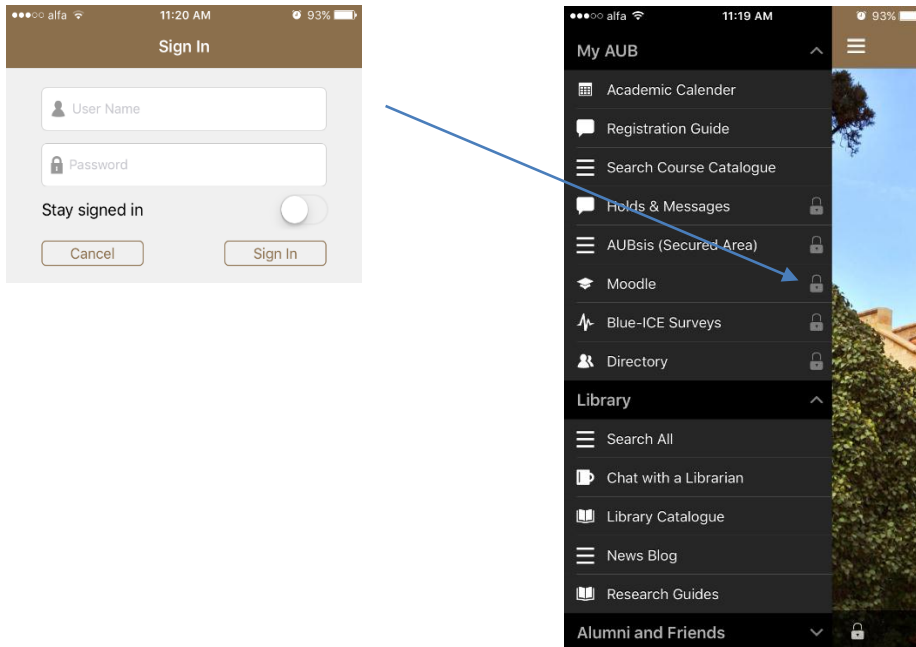 alfa 11:20 AM 93%
Sign In
User Name
Password
Stay signed in
Cancel Sign In
alfa 11:19 AM 93%
My AUB
Academic Calender
Registration Guide
Search Course Catalogue
Holds & Messages
AUBsis (Secured Area)
Moodle
Blue-ICE Surveys
Directory
Library
Search All
Chat with a Librarian
Library Catalogue
News Blog
Research Guides
Alumni and Friends